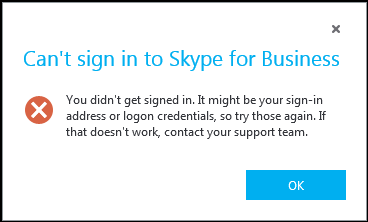 Can't sign in to Skype for Business
You didn't get signed in. It might be your sign-in
address or logon credentials, so try those again. If
that doesn't work, contact your support team.
OK